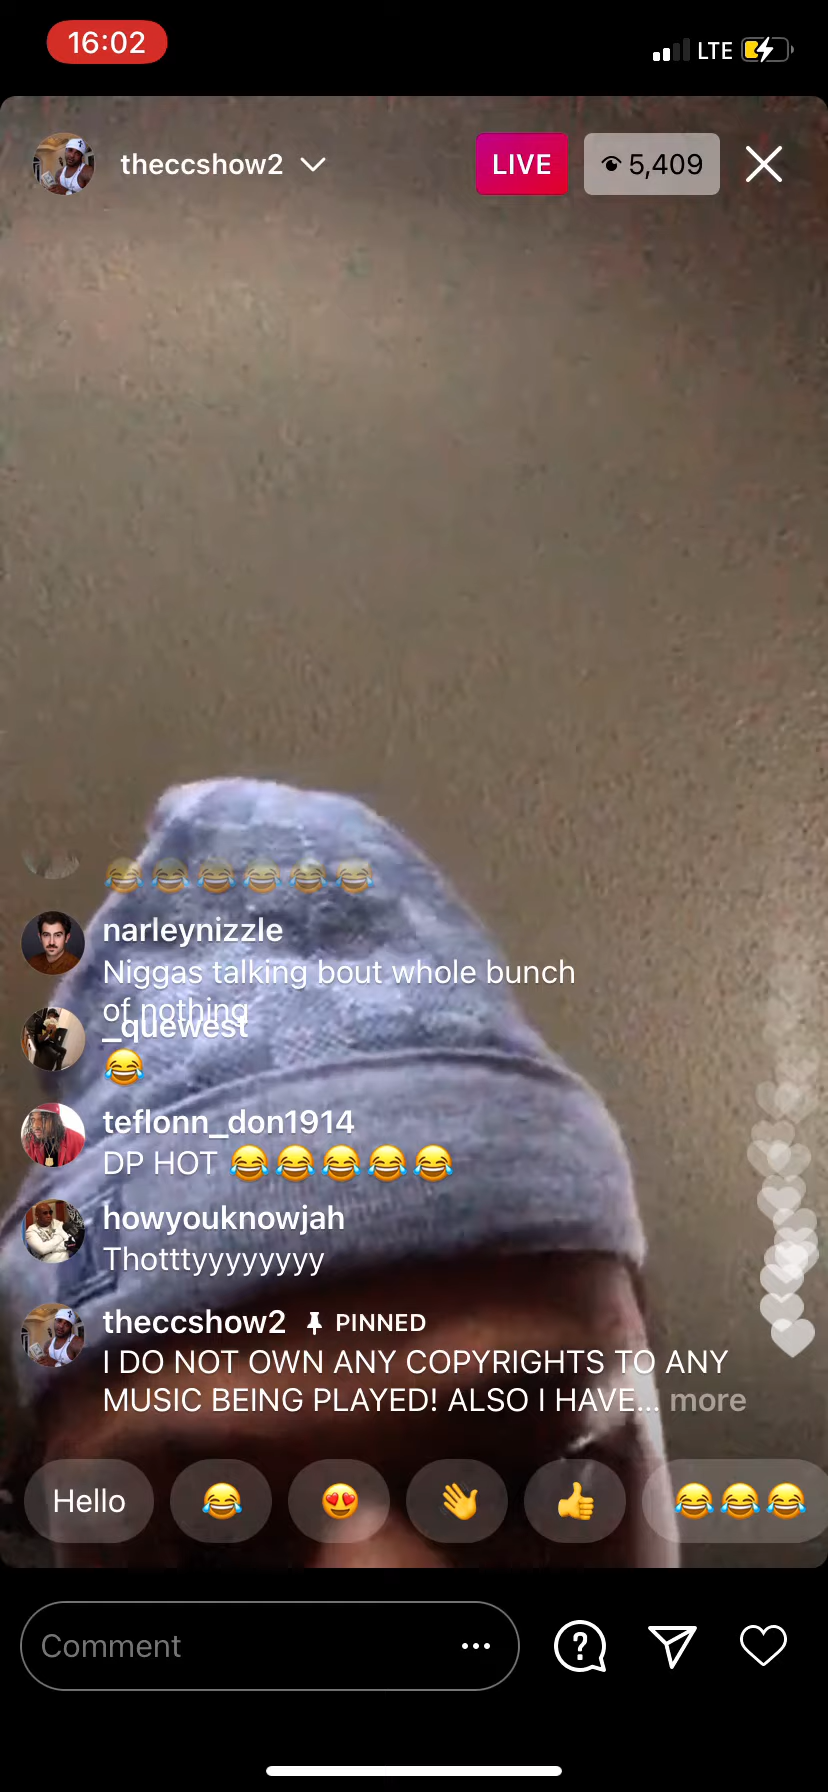 16:02
LTE
theccshow2
LIVE
5,409
😂😂😂😂😂😂
narleynizzle
Niggas talking bout whole bunch
of nothing
_quewest
😂
teflonn_don1914
DP HOT 😂😂😂😂😂
howyouknowjah
Thotttyyyyyyyy
theccshow2 PINNED
I DO NOT OWN ANY COPYRIGHTS TO ANY
MUSIC BEING PLAYED! ALSO I HAVE... more
Hello 😂 😍 👋 👍 😂😂😂
Comment